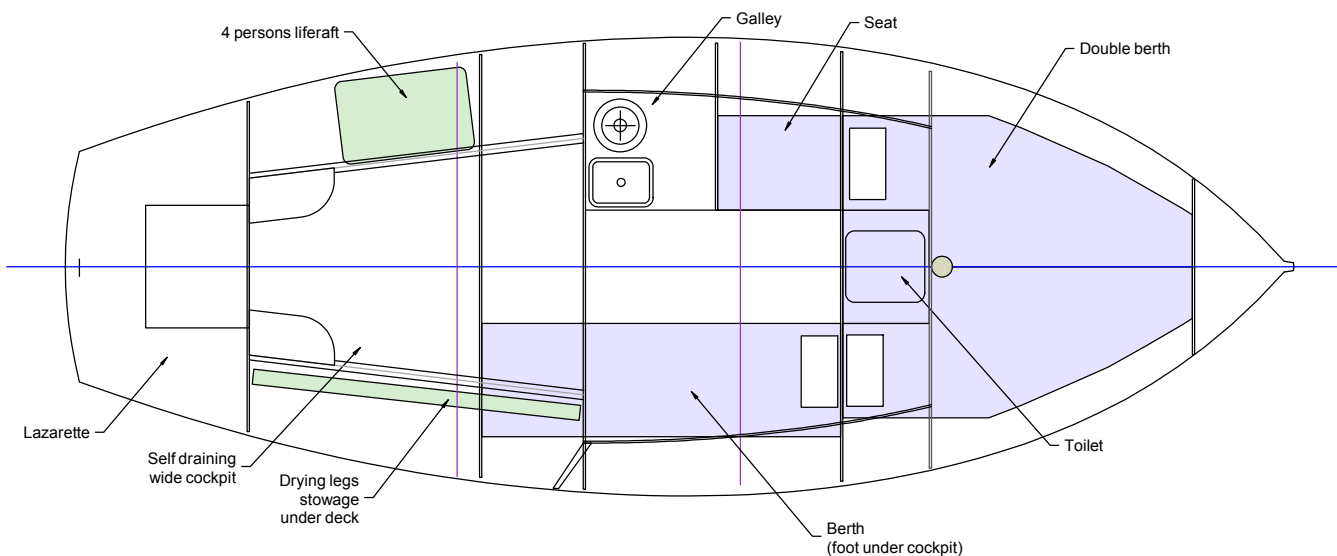 4 persons liferaft
Galley
Seat
Double berth
Lazarette
Self draining
wide cockpit
Drying legs
stowage
under deck
Berth
(foot under cockpit)
Toilet